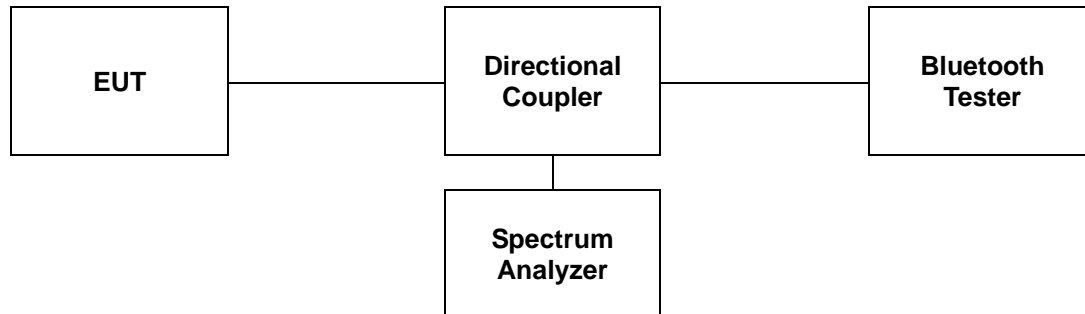 EUT
Directional
Coupler
Bluetooth
Tester
Spectrum
Analyzer